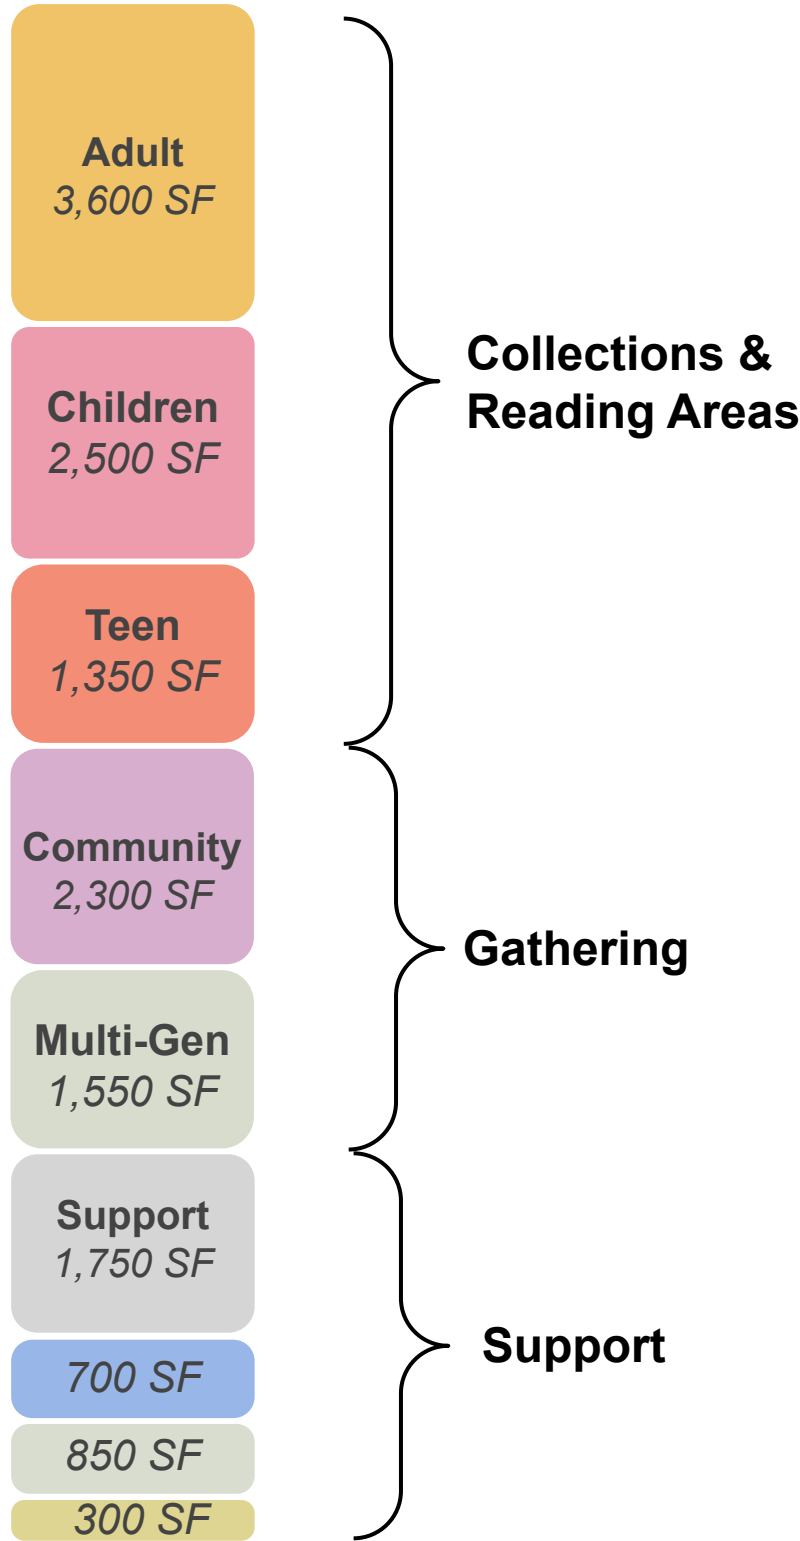 Adult
3,600 SF
Children
2,500 SF
Teen
1,350 SF
Collections &
Reading Areas
Community
2,300 SF
Multi-Gen
1,550 SF
Gathering
Support
1,750 SF
700 SF
850 SF
300 SF
Support